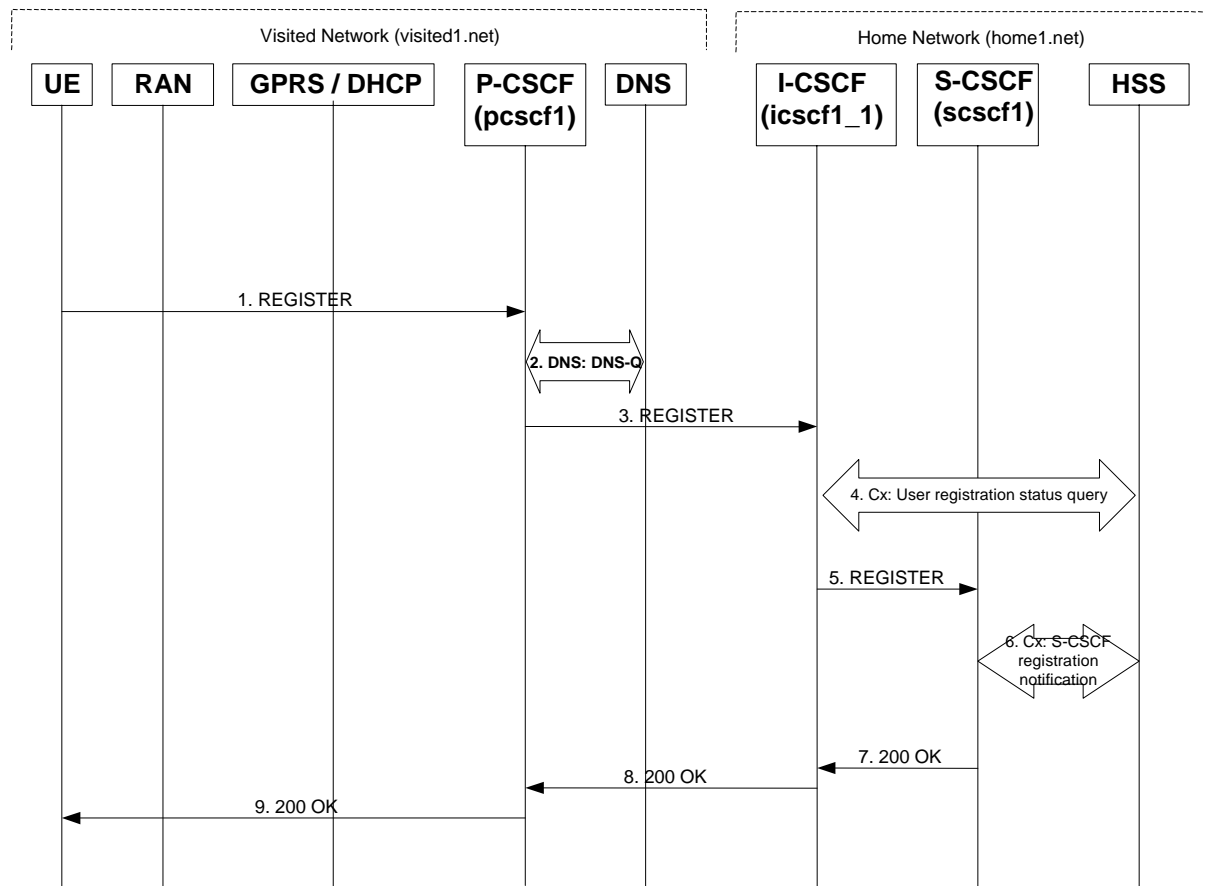 Visited Network (visited1.net)
Home Network (home1.net)
UE
RAN
GPRS / DHCP
P-CSCF
(pcscf1)
DNS
I-CSCF
(icscf1_1)
S-CSCF
(scscf1)
HSS
1. REGISTER
2. DNS: DNS-Q
3. REGISTER
4. Cx: User registration status query
5. REGISTER
6. Cx: S-CSCF
registration
notification
7. 200 OK
8. 200 OK
9. 200 OK